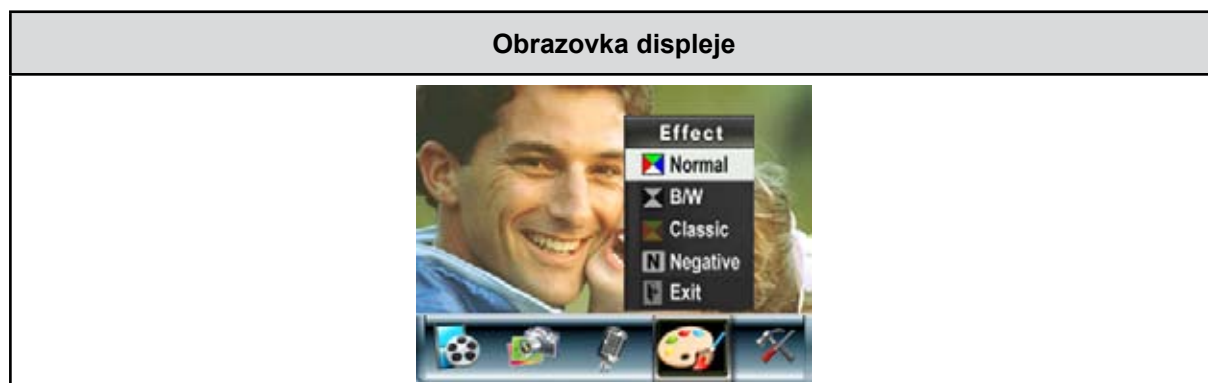 Obrazovka displeje
Effect
Normal
B/W
Classic
N Negative
Exit